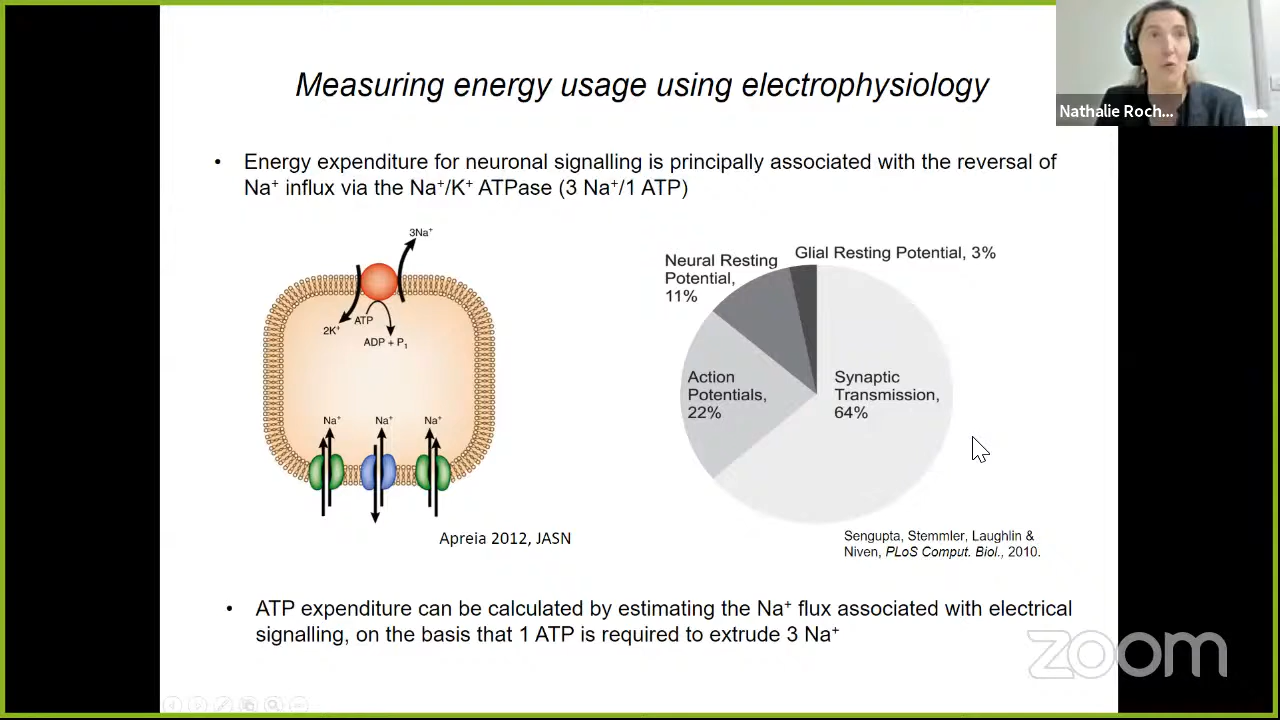 Measuring energy usage using electrophysiology
Nathalie Roch...
• Energy expenditure for neuronal signalling is principally associated with the reversal of
Na⁺ influx via the Na⁺/K⁺ ATPase (3 Na⁺/1 ATP)
3Na⁺
2K⁺
ATP
ADP + P₁
Na⁺
Na⁺
Na⁺
Apreia 2012, JASN
Glial Resting Potential, 3%
Neural Resting
Potential,
11%
Action
Potentials,
22%
Synaptic
Transmission,
64%
Sengupta, Stemmler, Laughlin &
Niven, PLoS Comput. Biol., 2010.
• ATP expenditure can be calculated by estimating the Na⁺ flux associated with electrical
signalling, on the basis that 1 ATP is required to extrude 3 Na⁺
zoom